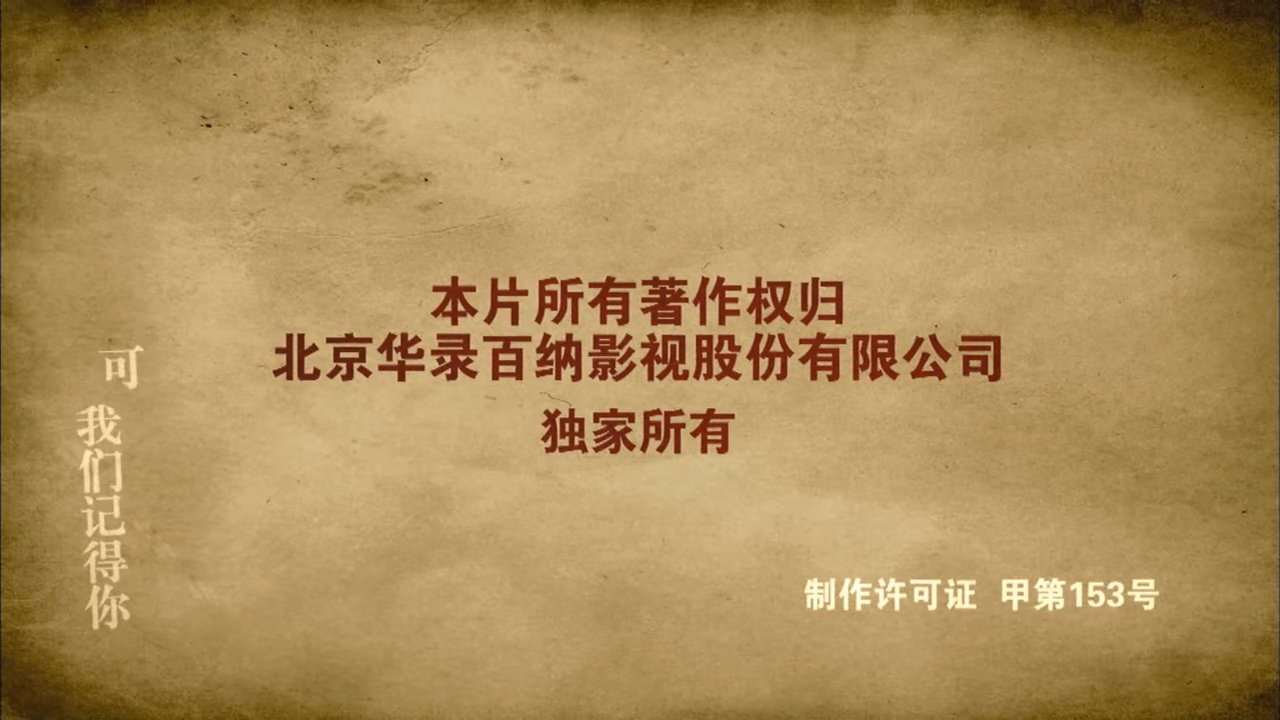 本片所有著作权归
北京华录百纳影视股份有限公司
独家所有
可
我们记得你
制作许可证 甲第153号